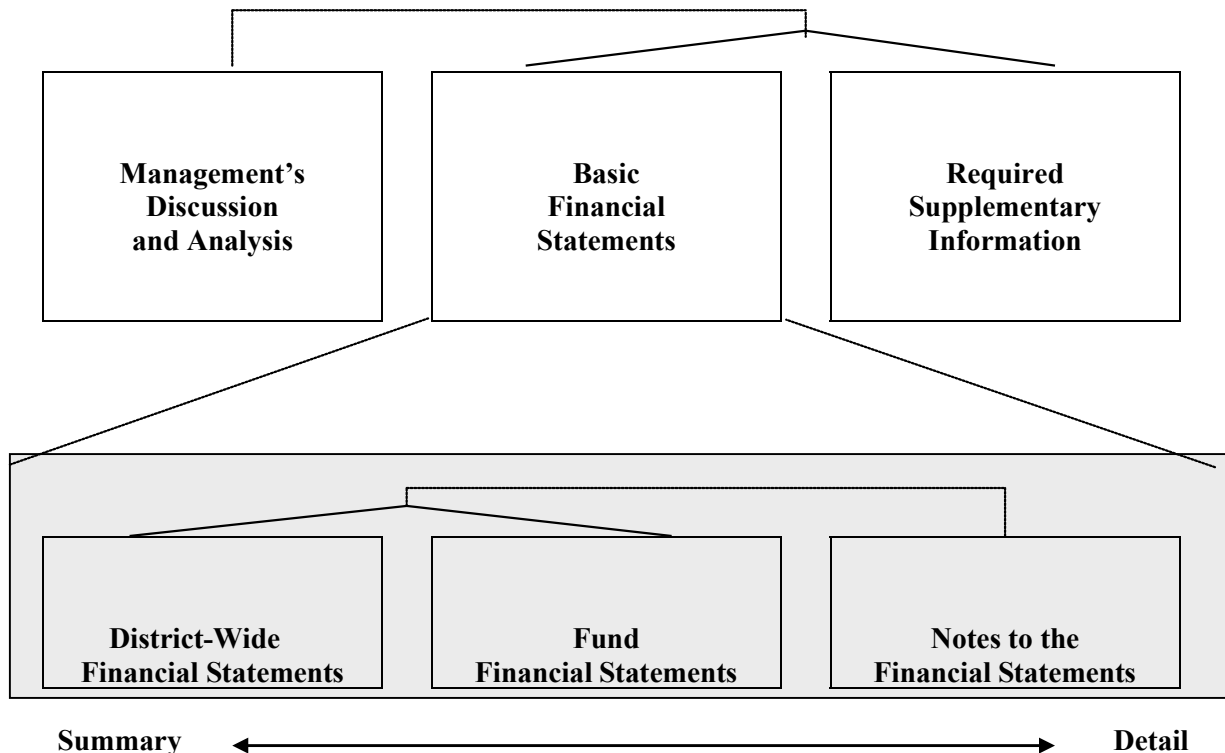 Management’s
Discussion
and Analysis
Basic
Financial
Statements
Required
Supplementary
Information
District-Wide
Financial Statements
Fund
Financial Statements
Notes to the
Financial Statements
Summary
Detail